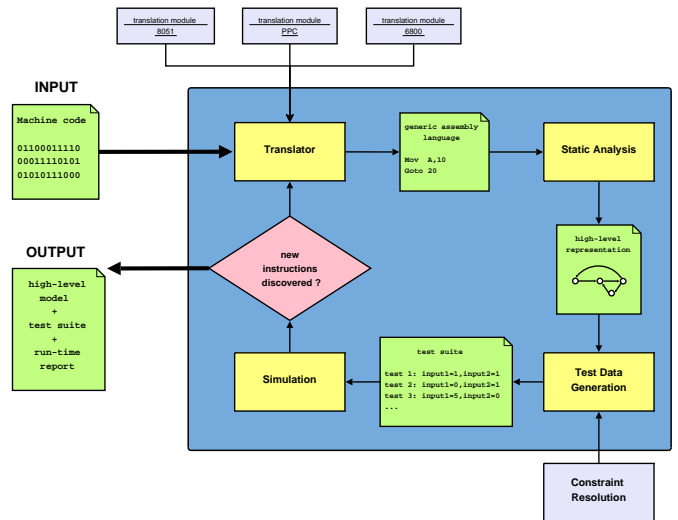 translation module
8051
translation module
PPC
translation module
6800
INPUT
Machine code
01100011110
00011110101
01010111000
Translator
generic assembly
language
Mov A,10
Goto 20
Static Analysis
high-level
representation
new
instructions
discovered ?
OUTPUT
high-level
model
+
test suite
+
run-time
report
Simulation
test suite
test 1: input1=1,input2=1
test 2: input1=0,input2=1
test 3: input1=5,input2=0
...
Test Data
Generation
Constraint
Resolution